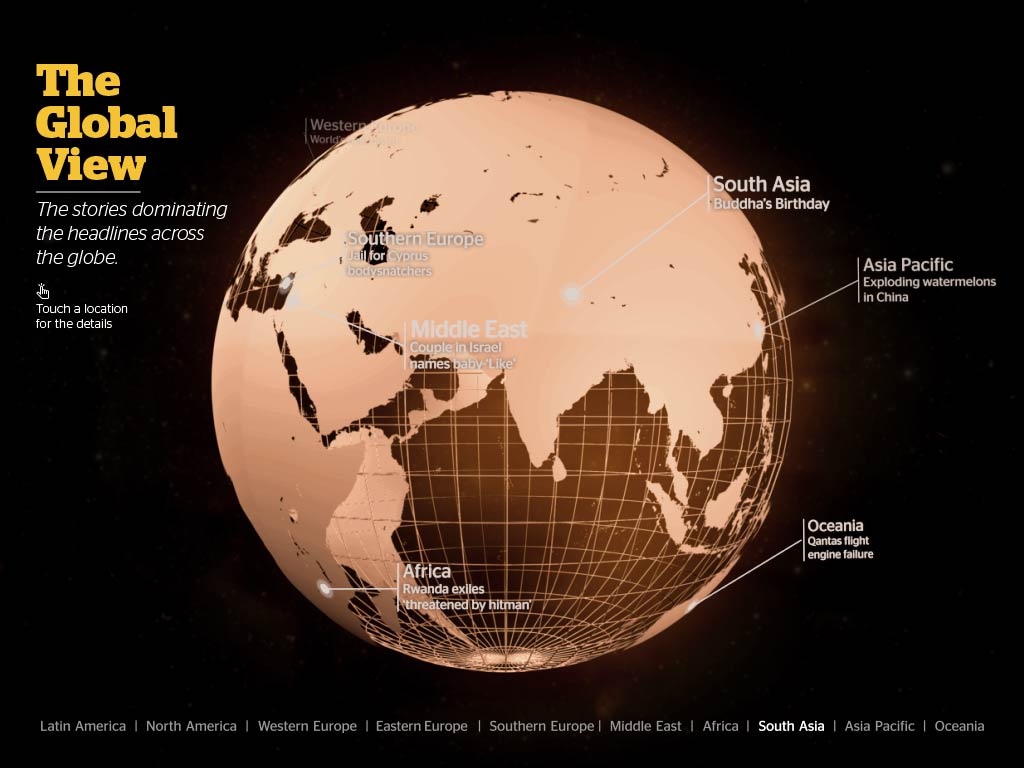 The
Global
View
The stories dominating
the headlines across
the globe.
Touch a location
for the details
Western Europe
World's
South Asia
Buddha's Birthday
Southern Europe
Jail for Cyprus
bodysnatchers
Asia Pacific
Exploding watermelons
in China
Middle East
Couple in Israel
names baby 'Like'
Oceania
Qantas flight
engine failure
Africa
Rwanda exiles
'threatened by hitman'
Latin America | North America | Western Europe | Eastern Europe | Southern Europe | Middle East | Africa | South Asia | Asia Pacific | Oceania